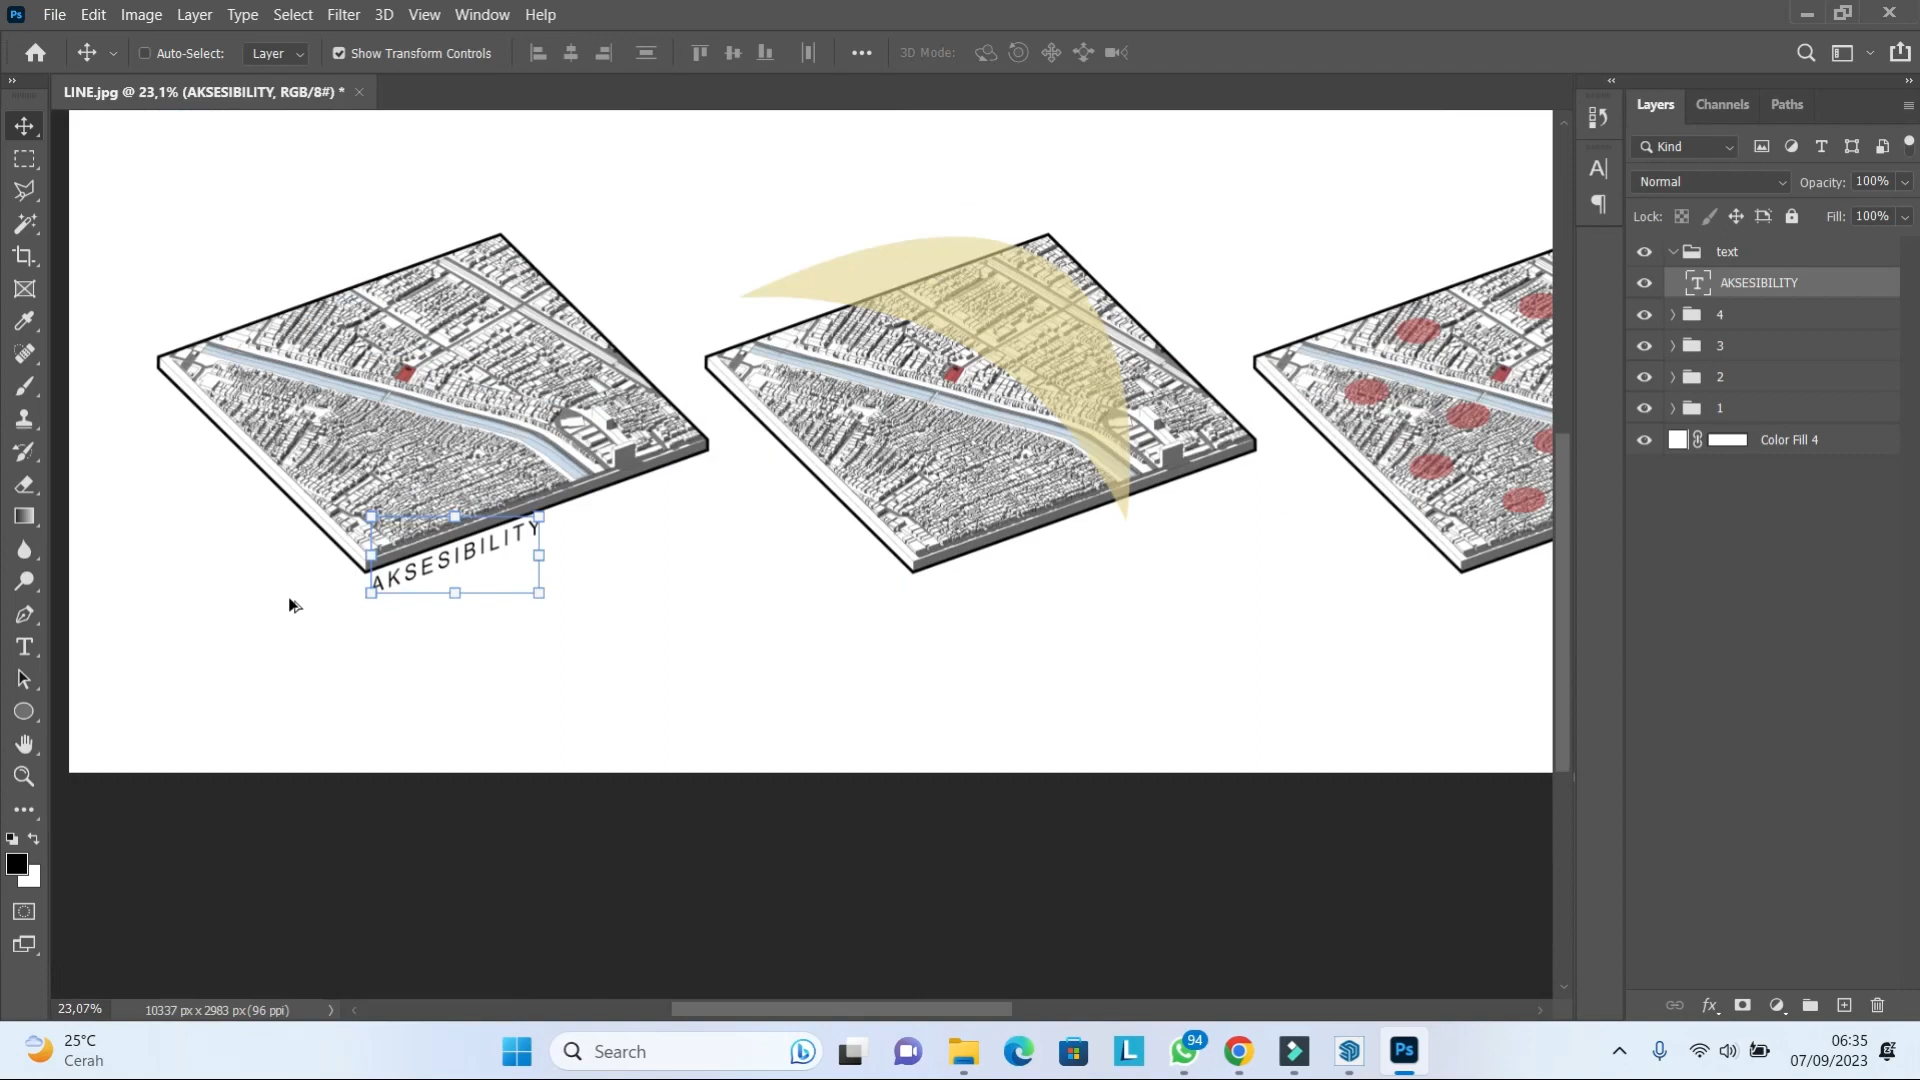 Ps File Edit Image Layer Type Select Filter 3D View Window Help
Auto-Select: Layer Show Transform Controls 3D Mode:
LINE.jpg @ 23,1% (AKSESIBILITY, RGB/8#) *
Layers Channels Paths
Kind
Normal Opacity: 100%
Lock: Fill: 100%
text
AKSESIBILITY
4
3
2
1
Color Fill 4
AKSESIBILITY
23,07% 10337 px x 2983 px (96 ppi)
25°C
Cerah
Search
94
Ps
06:35
07/09/2023